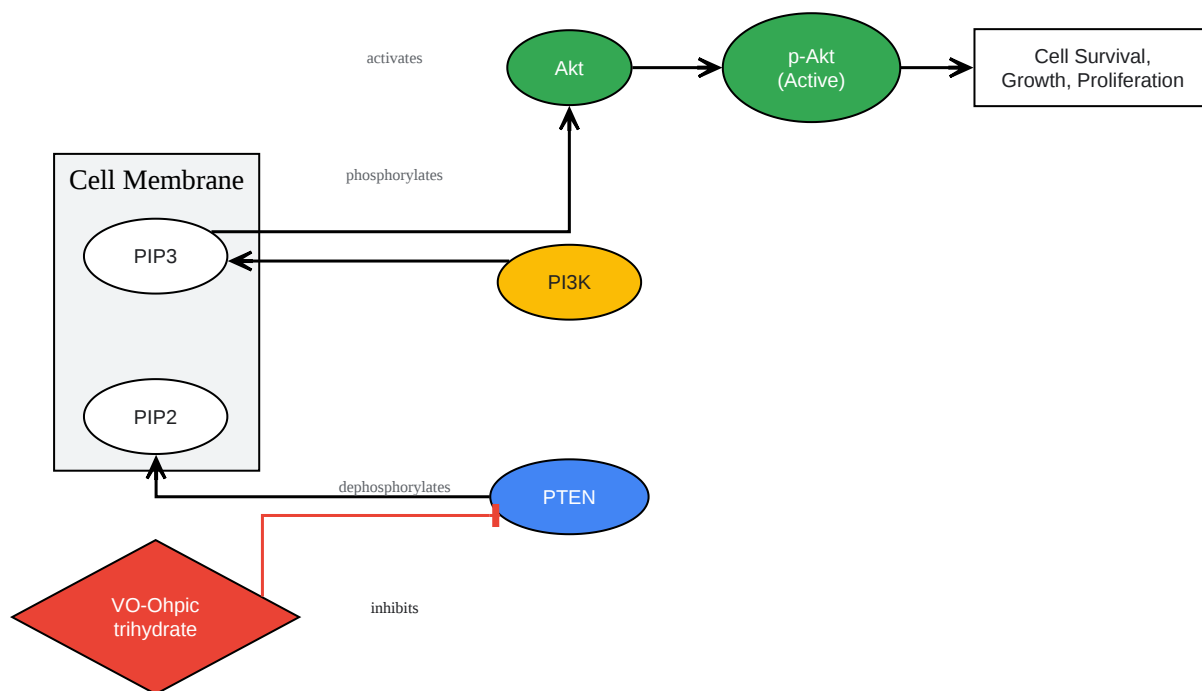 activates
Akt
p-Akt
(Active)
Cell Survival,
Growth, Proliferation
Cell Membrane
phosphorylates
PIP3
PI3K
PIP2
dephosphorylates
PTEN
VO-Ohpic
trihydrate
inhibits